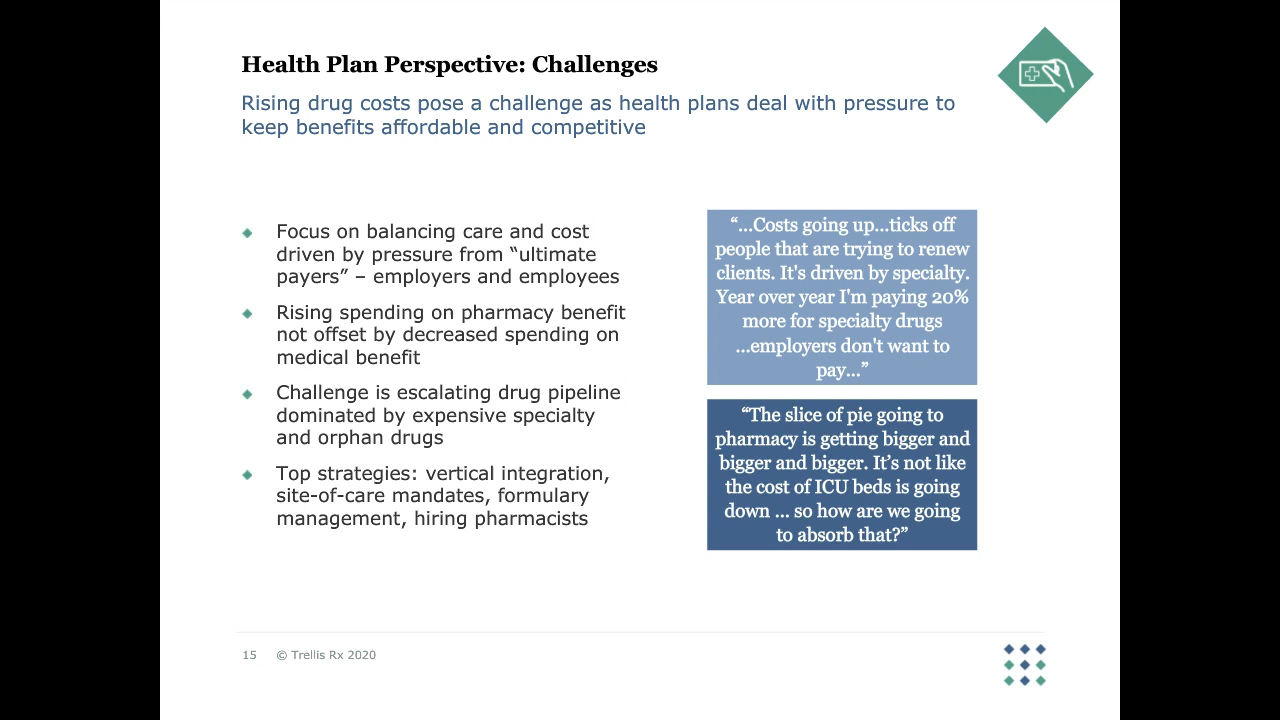 Health Plan Perspective: Challenges
Rising drug costs pose a challenge as health plans deal with pressure to
keep benefits affordable and competitive
Focus on balancing care and cost
driven by pressure from “ultimate
payers” – employers and employees
Rising spending on pharmacy benefit
not offset by decreased spending on
medical benefit
Challenge is escalating drug pipeline
dominated by expensive specialty
and orphan drugs
Top strategies: vertical integration,
site-of-care mandates, formulary
management, hiring pharmacists
“...Costs going up...ticks off
people that are trying to renew
clients. It's driven by specialty.
Year over year I'm paying 20%
more for specialty drugs
...employers don't want to
pay...”
“The slice of pie going to
pharmacy is getting bigger and
bigger and bigger. It’s not like
the cost of ICU beds is going
down ... so how are we going
to absorb that?”
15 © Trellis Rx 2020